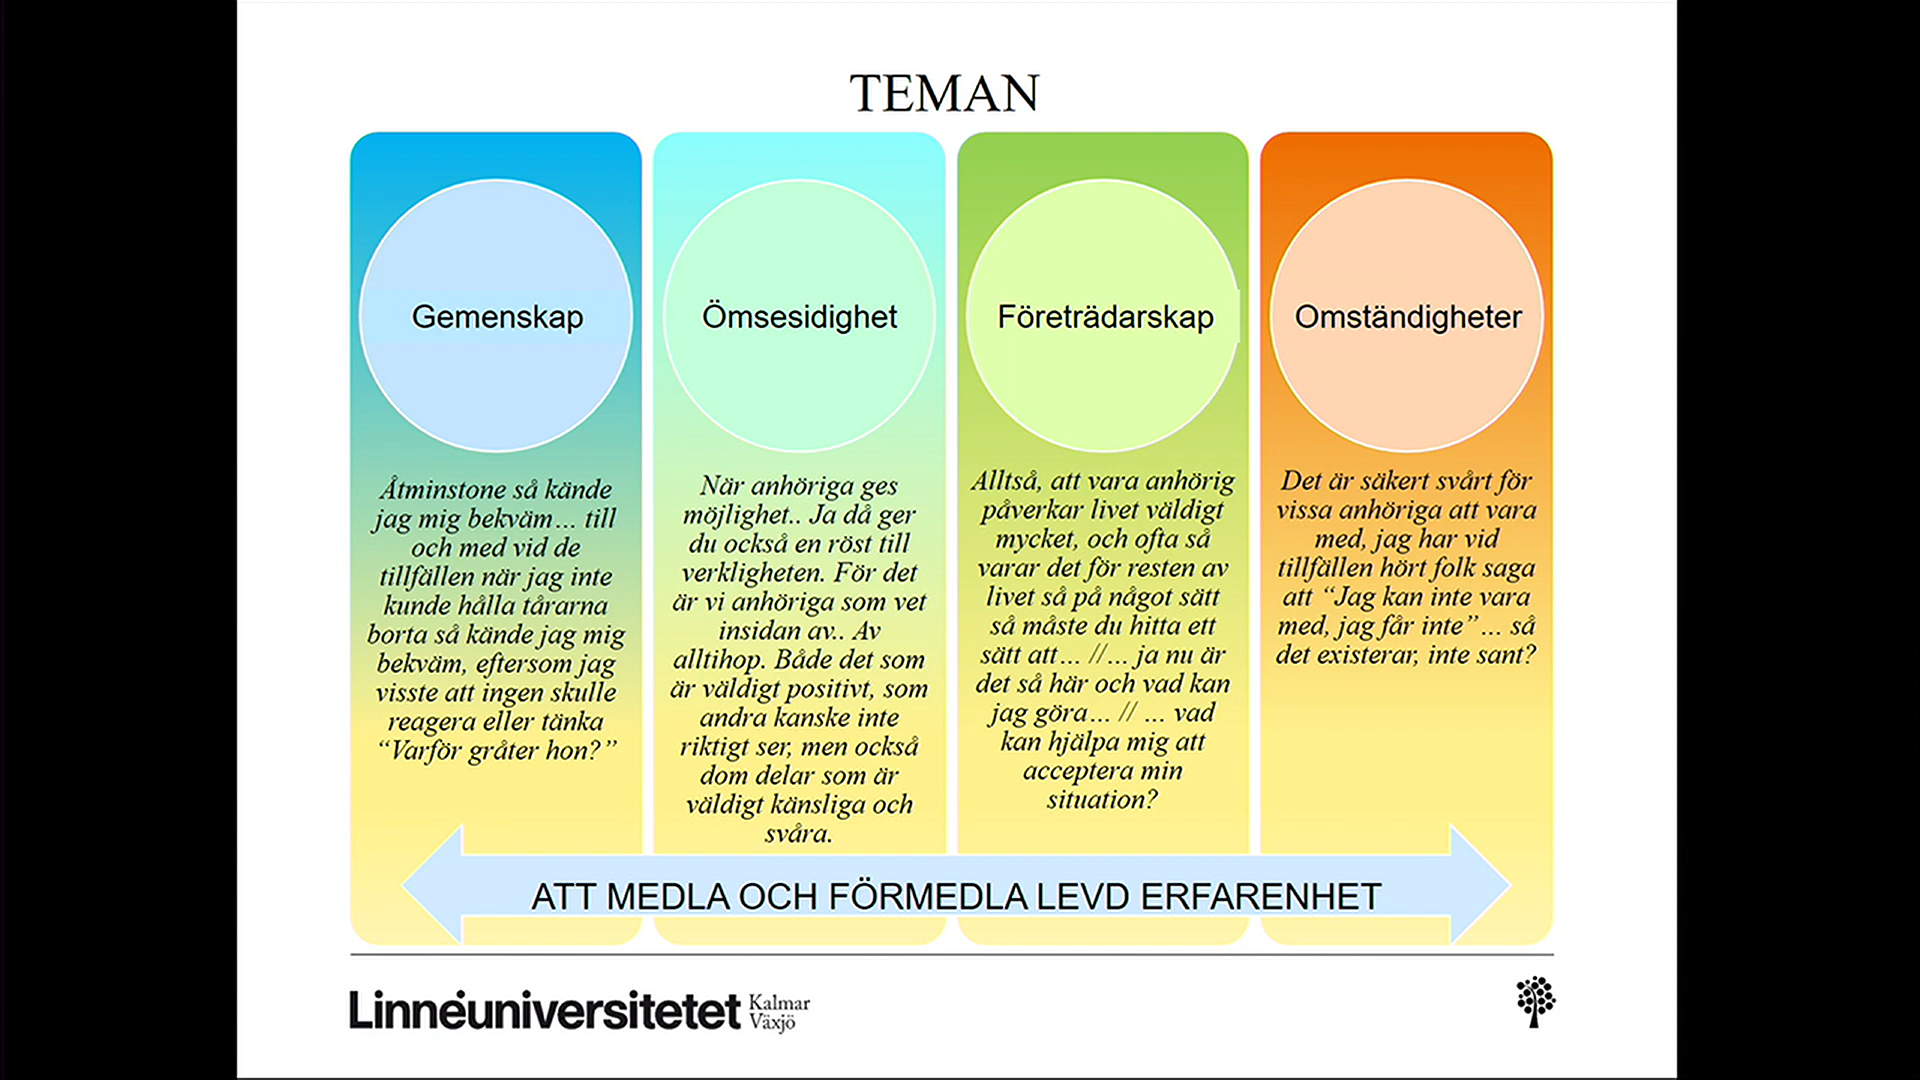 TEMAN
Gemenskap
Åtminstone så kände
jag mig bekväm… till
och med vid de
tillfällen när jag inte
kunde hålla tårarna
borta så kände jag mig
bekväm, eftersom jag
visste att ingen skulle
reagera eller tänka
“Varför gråter hon?”
Ömsesidighet
När anhöriga ges
möjlighet.. Ja då ger
du också en röst till
verkligheten. För det
är vi anhöriga som vet
insidan av.. Av
alltihop. Både det som
är väldigt positivt, som
andra kanske inte
riktigt ser, men också
dom delar som är
väldigt känsliga och
svåra.
Företrädarskap
Alltså, att vara anhörig
påverkar livet väldigt
mycket, och ofta så
varar det för resten av
livet så på något sätt
så måste du hitta ett
sätt att… //… ja nu är
det så här och vad kan
jag göra… // … vad
kan hjälpa mig att
acceptera min
situation?
Omständigheter
Det är säkert svårt för
vissa anhöriga att vara
med, jag har vid
tillfällen hört folk saga
att “Jag kan inte vara
med, jag får inte”… så
det existerar, inte sant?
ATT MEDLA OCH FÖRMEDLA LEVD ERFARENHET
Linnéuniversitetet
Kalmar
Växjö